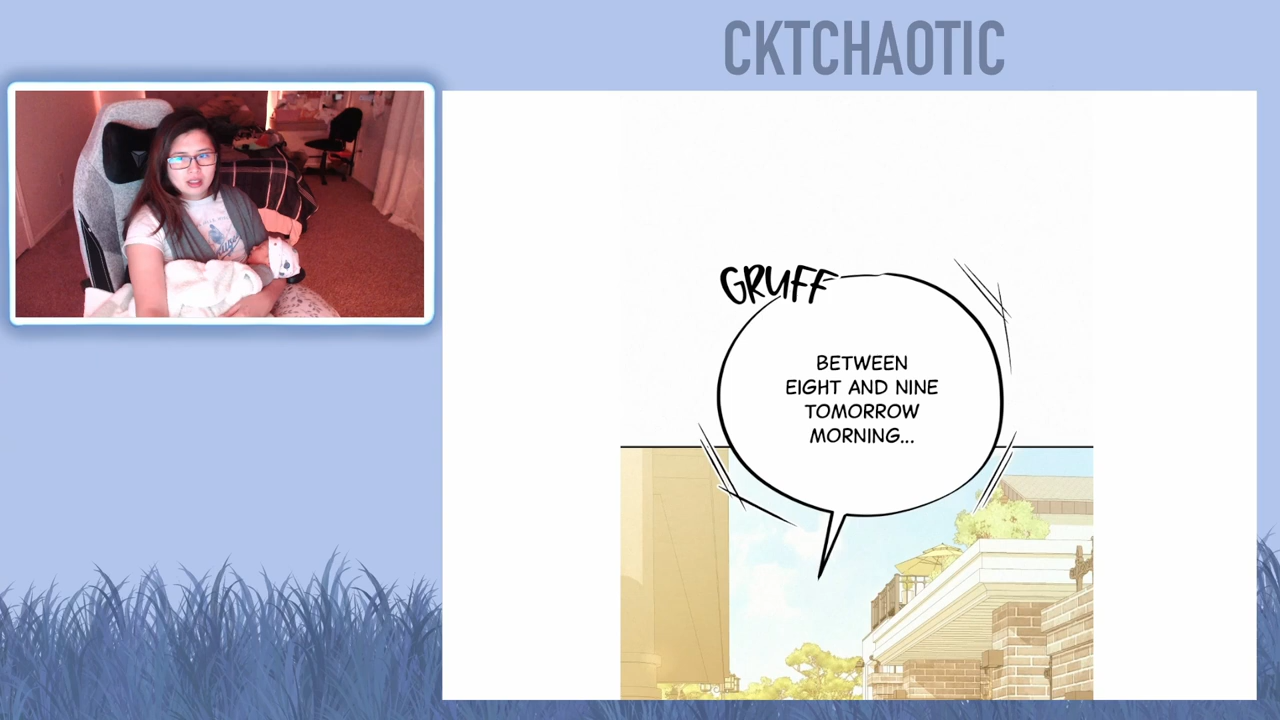 CKTCHAOTIC
GRUFF
BETWEEN
EIGHT AND NINE
TOMORROW
MORNING...